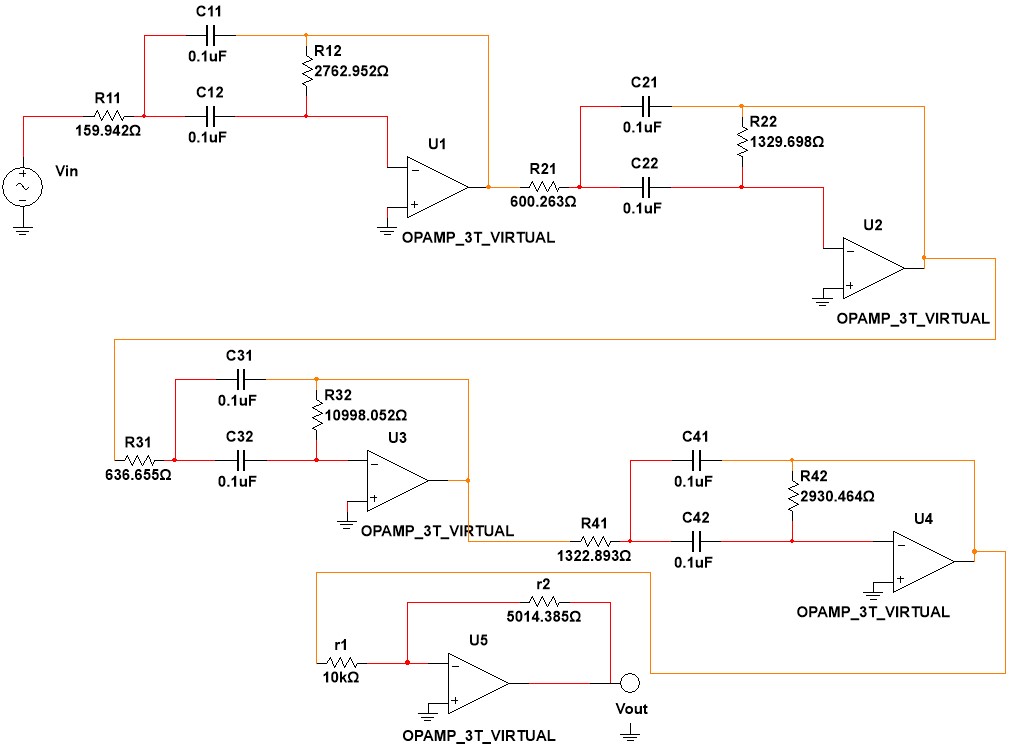 C11
0.1uF
R12
2762.952Ω
C12
0.1uF
R11
159.942Ω
Vin
+
~
−
U1
−
+
OPAMP_3T_VIRTUAL
C21
0.1uF
R22
1329.698Ω
C22
0.1uF
R21
600.263Ω
U2
−
+
OPAMP_3T_VIRTUAL
C31
0.1uF
R32
10998.052Ω
C32
0.1uF
R31
636.655Ω
U3
−
+
OPAMP_3T_VIRTUAL
C41
0.1uF
R42
2930.464Ω
C42
0.1uF
R41
1322.893Ω
U4
−
+
OPAMP_3T_VIRTUAL
r2
5014.385Ω
r1
10kΩ
U5
−
+
OPAMP_3T_VIRTUAL
Vout